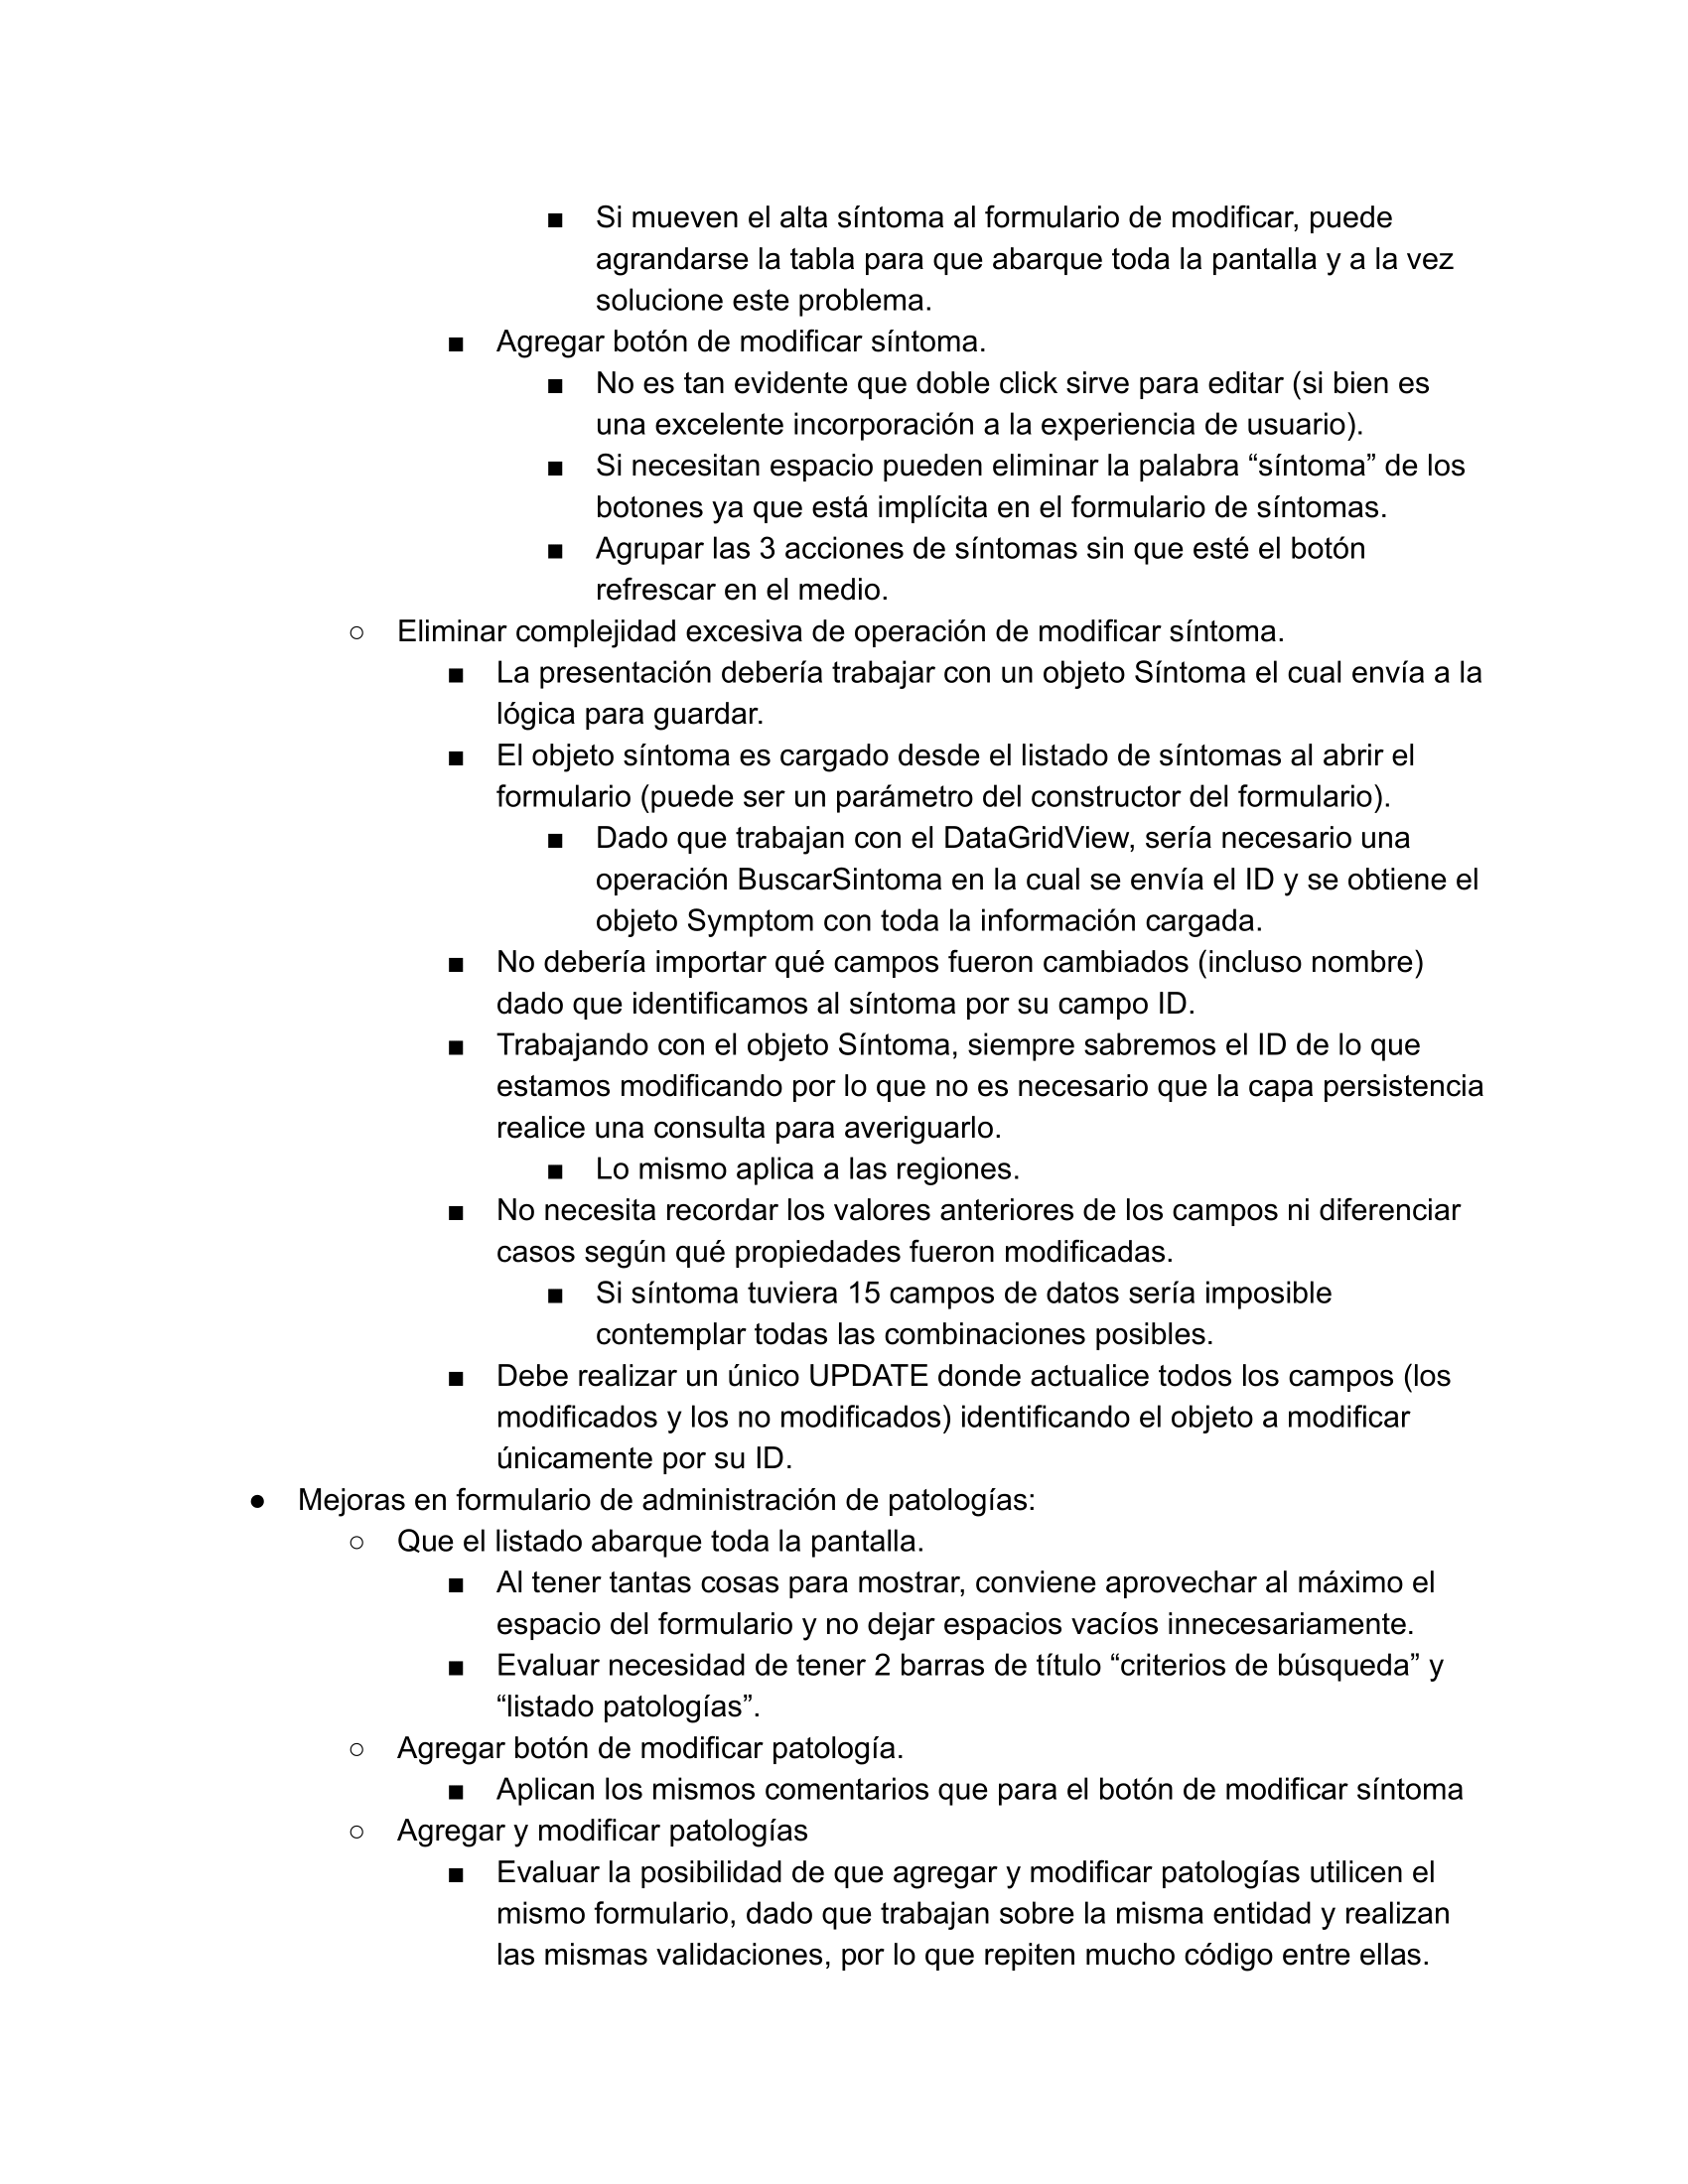 ■ Si mueven el alta síntoma al formulario de modificar, puede
agrandarse la tabla para que abarque toda la pantalla y a la vez
solucione este problema.
■ Agregar botón de modificar síntoma.
■ No es tan evidente que doble click sirve para editar (si bien es
una excelente incorporación a la experiencia de usuario).
■ Si necesitan espacio pueden eliminar la palabra “síntoma” de los
botones ya que está implícita en el formulario de síntomas.
■ Agrupar las 3 acciones de síntomas sin que esté el botón
refrescar en el medio.
○ Eliminar complejidad excesiva de operación de modificar síntoma.
■ La presentación debería trabajar con un objeto Síntoma el cual envía a la
lógica para guardar.
■ El objeto síntoma es cargado desde el listado de síntomas al abrir el
formulario (puede ser un parámetro del constructor del formulario).
■ Dado que trabajan con el DataGridView, sería necesario una
operación BuscarSintoma en la cual se envía el ID y se obtiene el
objeto Symptom con toda la información cargada.
■ No debería importar qué campos fueron cambiados (incluso nombre)
dado que identificamos al síntoma por su campo ID.
■ Trabajando con el objeto Síntoma, siempre sabremos el ID de lo que
estamos modificando por lo que no es necesario que la capa persistencia
realice una consulta para averiguarlo.
■ Lo mismo aplica a las regiones.
■ No necesita recordar los valores anteriores de los campos ni diferenciar
casos según qué propiedades fueron modificadas.
■ Si síntoma tuviera 15 campos de datos sería imposible
contemplar todas las combinaciones posibles.
■ Debe realizar un único UPDATE donde actualice todos los campos (los
modificados y los no modificados) identificando el objeto a modificar
únicamente por su ID.
● Mejoras en formulario de administración de patologías:
○ Que el listado abarque toda la pantalla.
■ Al tener tantas cosas para mostrar, conviene aprovechar al máximo el
espacio del formulario y no dejar espacios vacíos innecesariamente.
■ Evaluar necesidad de tener 2 barras de título “criterios de búsqueda” y
“listado patologías”.
○ Agregar botón de modificar patología.
■ Aplican los mismos comentarios que para el botón de modificar síntoma
○ Agregar y modificar patologías
■ Evaluar la posibilidad de que agregar y modificar patologías utilicen el
mismo formulario, dado que trabajan sobre la misma entidad y realizan
las mismas validaciones, por lo que repiten mucho código entre ellas.